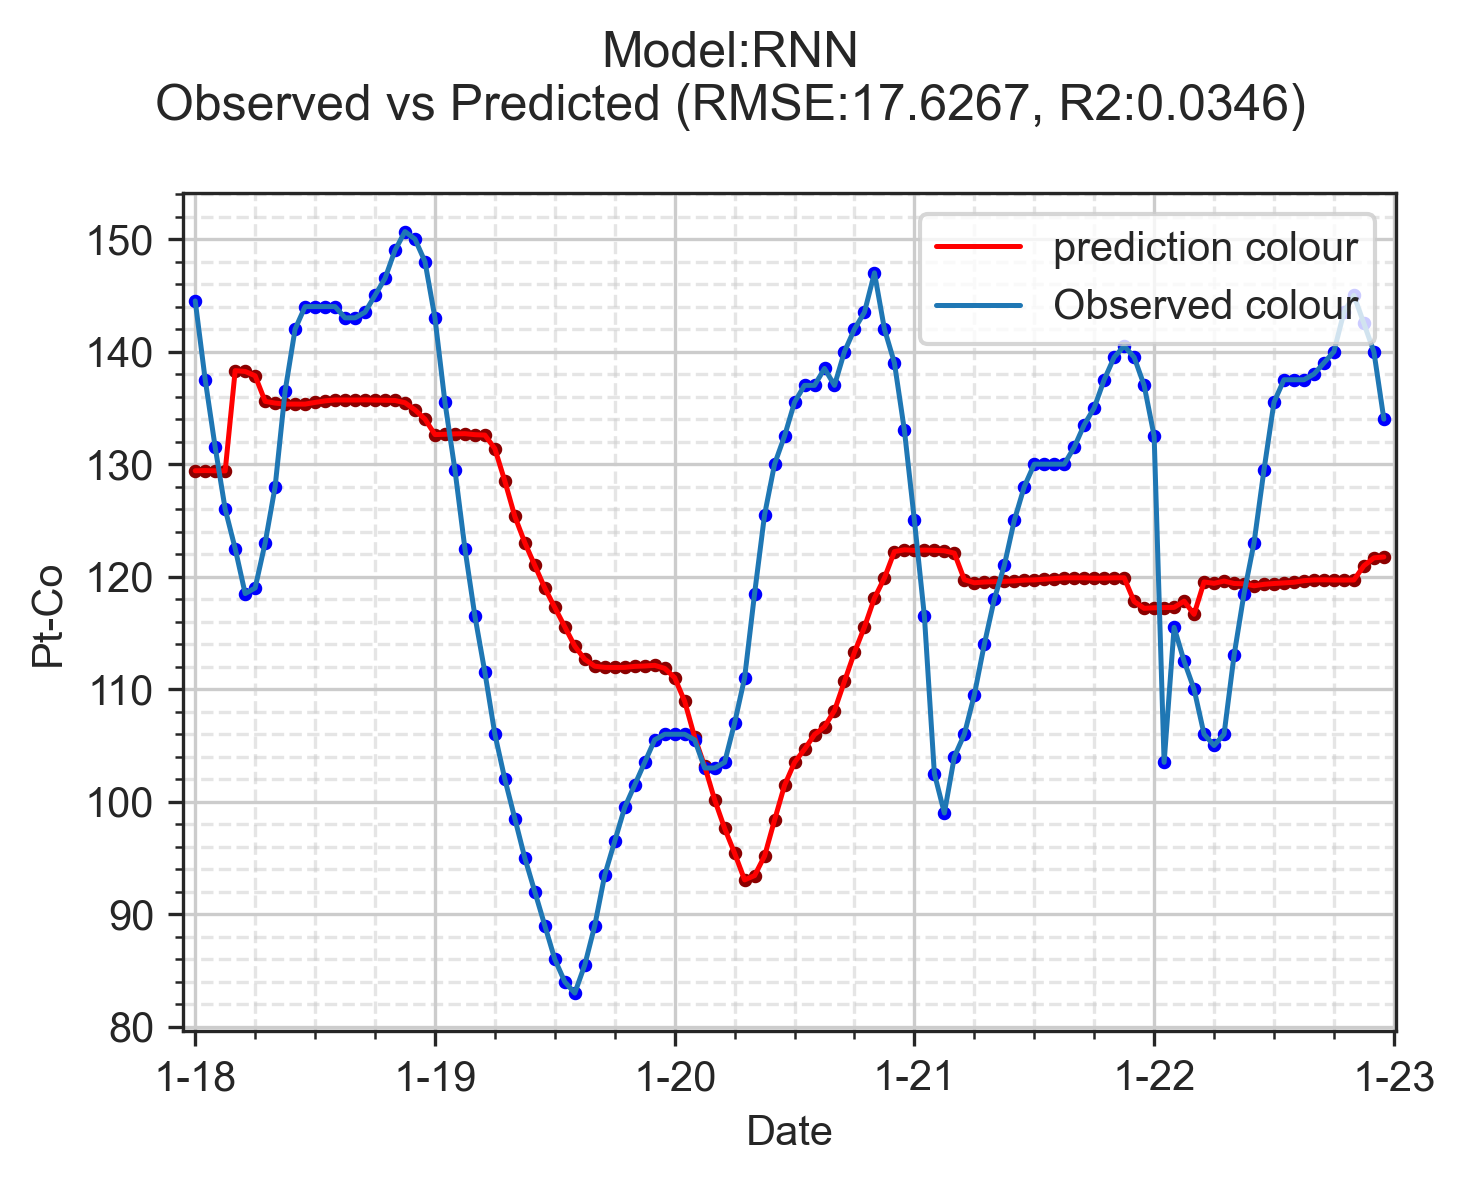 Model:RNN
Observed vs Predicted (RMSE:17.6267, R2:0.0346)
prediction colour
Observed colour
150
140
130
120
110
100
90
80
Pt-Co
1-18 1-19 1-20 1-21 1-22 1-23
Date